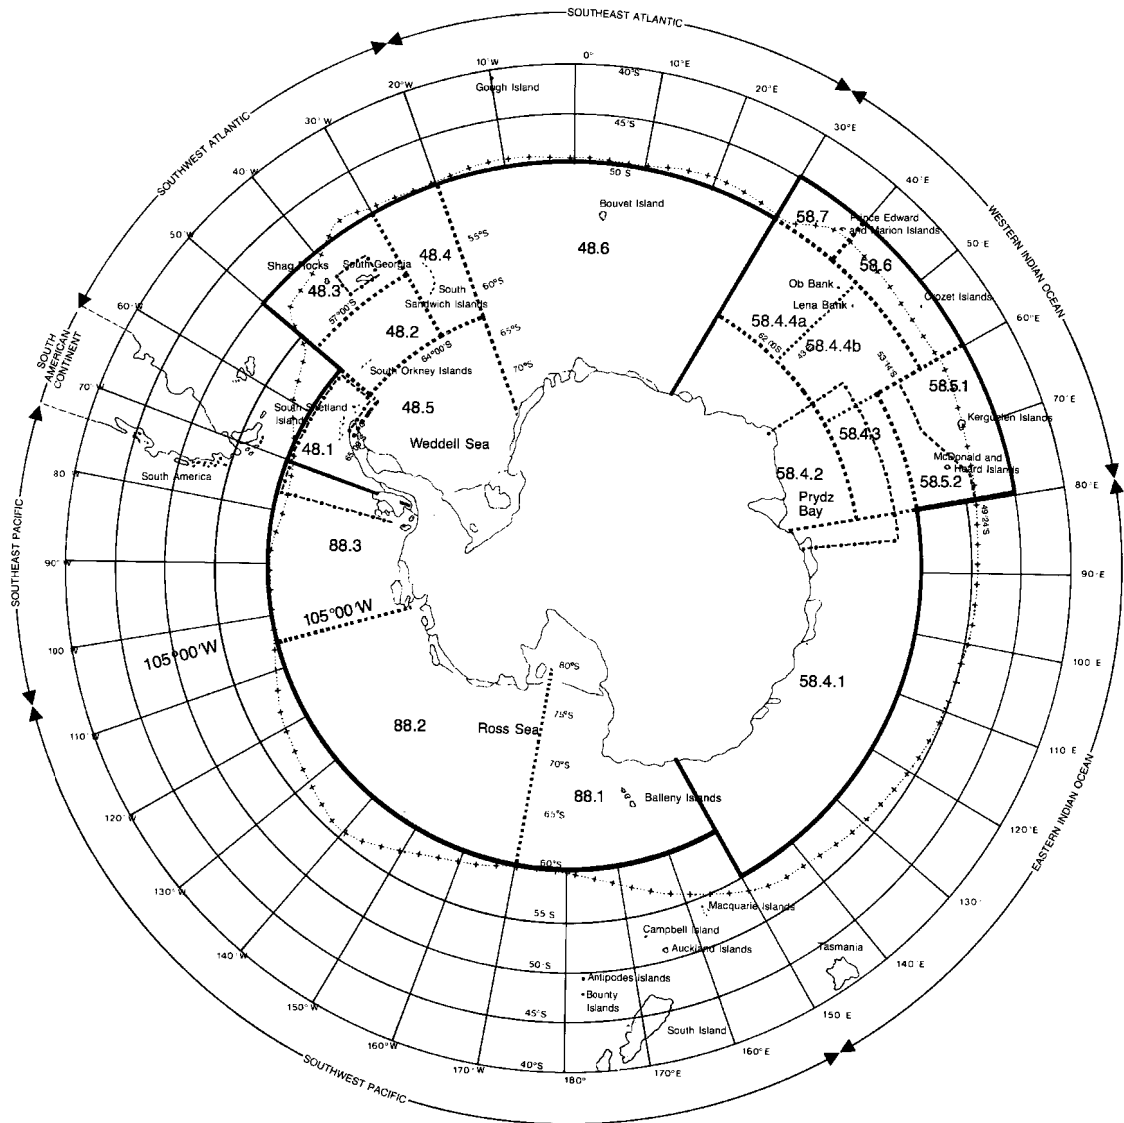 SOUTHEAST ATLANTIC
SOUTHWEST ATLANTIC
WESTERN INDIAN OCEAN
EASTERN INDIAN OCEAN
SOUTHWEST PACIFIC
SOUTHEAST PACIFIC
SOUTH
AMERICAN
CONTINENT
0°
10°E
20°E
30°E
40°E
50°E
60°E
70°E
80°E
90°E
100 E
110 E
120°E
130°
140°E
150 E
160°E
170°E
180°
170°W
160°W
150°W
140°W
130°W
120°W
110°W
100 W
90° W
80° W
70° W
60° W
50° W
40° W
30° W
20°W
10°W
40°S
45°S
50 S
Gough Island
Bouvet Island
48.6
55°S
60°S
65°S
70°S
48.4
Shag Rocks
South Georgia
48.3
57°00'S
South
Sandwich Islands
48.2
64°00'S
South Orkney Islands
48.5
Weddell Sea
South Shetland
Islands
48.1
South America
58.7
Prince Edward
and Marion Islands
58.6
Ob Bank
Lena Bank
Crozet Islands
58.4.4a
58.4.4b
62°00'S
53°14'S
58.5.1
Kerguelen Islands
58.4.3
McDonald and
Heard Islands
58.5.2
58.4.2
Prydz
Bay
49°24'S
88.3
105°00'W
105°00'W
58.4.1
80°S
75°S
70°S
65°S
60°S
55 S
50·S
45°S
40°S
88.2
Ross Sea
88.1
Balleny Islands
Macquarie Islands
Campbell Island
Auckland Islands
Antipodes Islands
Bounty
Islands
South Island
Tasmania